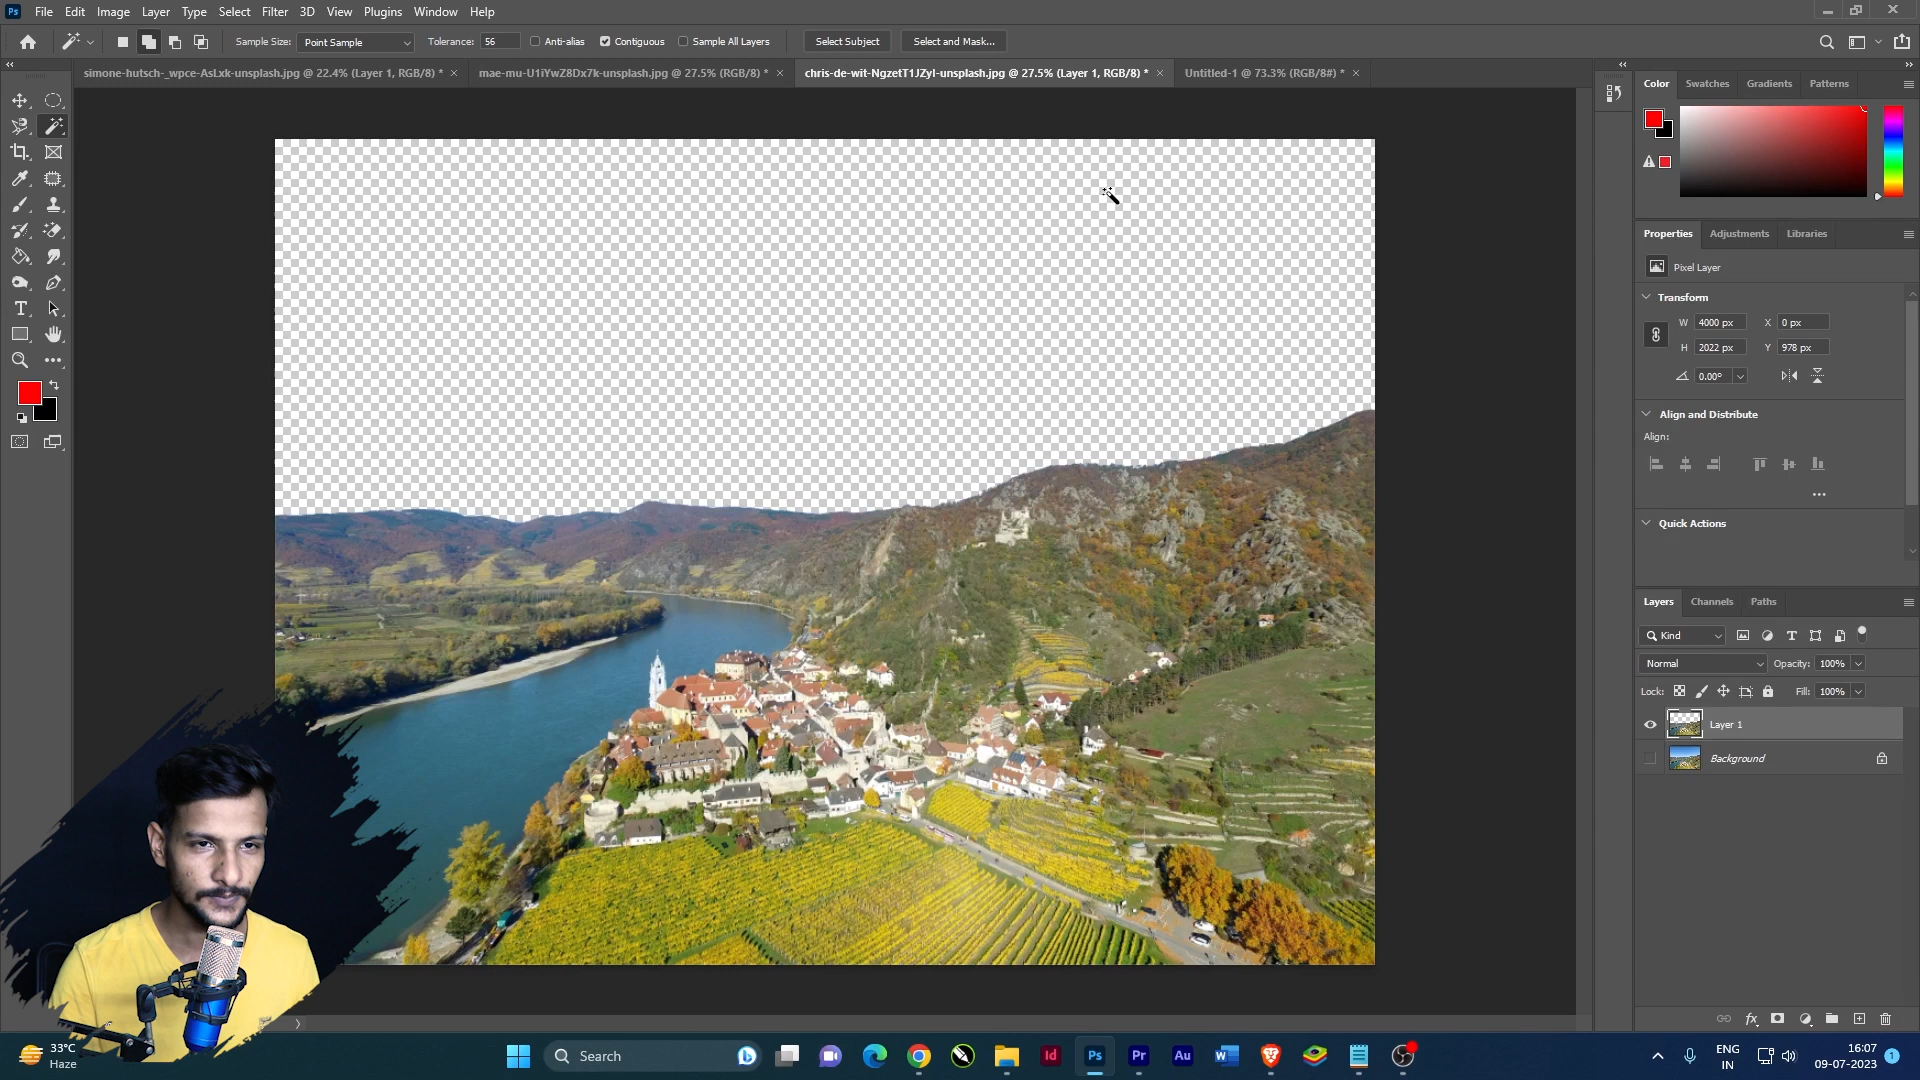 Ps File Edit Image Layer Type Select Filter 3D View Plugins Window Help
Sample Size: Point Sample Tolerance: 56 Anti-alias Contiguous Sample All Layers Select Subject Select and Mask...
simone-hutsch-_wpce-AsLxk-unsplash.jpg @ 22.4% (Layer 1, RGB/8) * mae-mu-U1iYwZ8Dx7k-unsplash.jpg @ 27.5% (RGB/8) * chris-de-wit-NgzetT1JZyI-unsplash.jpg @ 27.5% (Layer 1, RGB/8) * Untitled-1 @ 73.3% (RGB/8#) *
Color Swatches Gradients Patterns
Properties Adjustments Libraries
Pixel Layer
Transform
W 4000 px X 0 px
H 2022 px Y 978 px
0.00°
Align and Distribute
Align:
Quick Actions
Layers Channels Paths
Kind
Normal Opacity: 100%
Lock: Fill: 100%
Layer 1
Background
33°C
Haze
Search
Id Ps Pr Au W
ENG
IN
16:07
09-07-2023
1